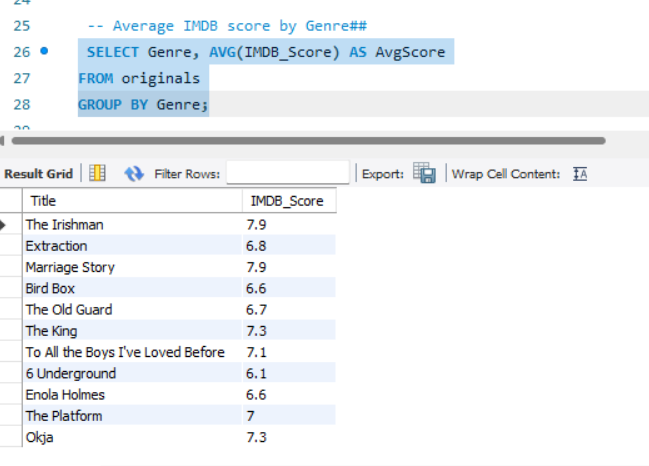 24
25 -- Average IMDB score by Genre##
26 SELECT Genre, AVG(IMDB_Score) AS AvgScore
27 FROM originals
28 GROUP BY Genre;
29
Result Grid Filter Rows: Export: Wrap Cell Content: IA
Title IMDB_Score
The Irishman 7.9
Extraction 6.8
Marriage Story 7.9
Bird Box 6.6
The Old Guard 6.7
The King 7.3
To All the Boys I've Loved Before 7.1
6 Underground 6.1
Enola Holmes 6.6
The Platform 7
Okja 7.3